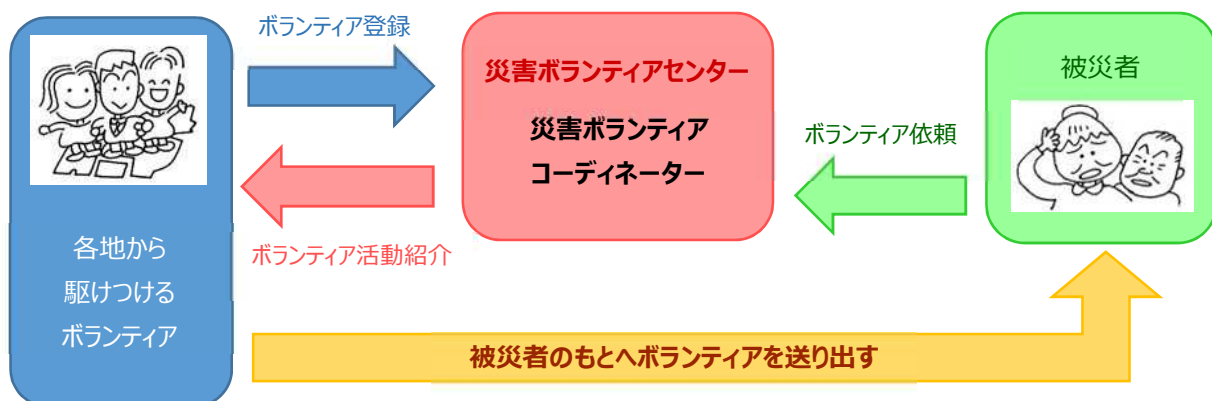 ボランティア登録
災害ボランティアセンター
災害ボランティア
コーディネーター
被災者
ボランティア依頼
ボランティア活動紹介
各地から
駆けつける
ボランティア
被災者のもとへボランティアを送り出す